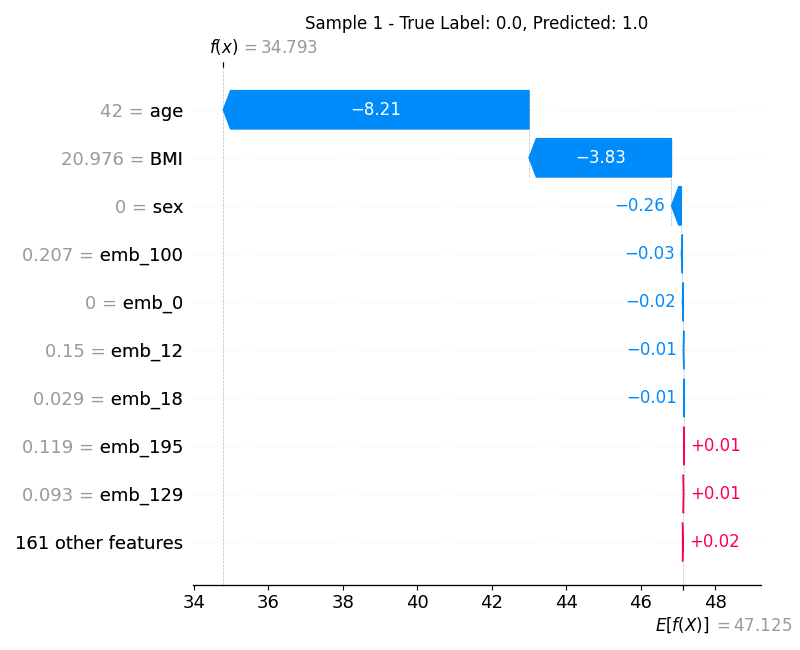 Sample 1 - True Label: 0.0, Predicted: 1.0
f(x) = 34.793
42 = age
−8.21
20.976 = BMI
−3.83
0 = sex
−0.26
0.207 = emb_100
−0.03
0 = emb_0
−0.02
0.15 = emb_12
−0.01
0.029 = emb_18
−0.01
0.119 = emb_195
+0.01
0.093 = emb_129
+0.01
161 other features
+0.02
34 36 38 40 42 44 46 48
E[f(X)] = 47.125